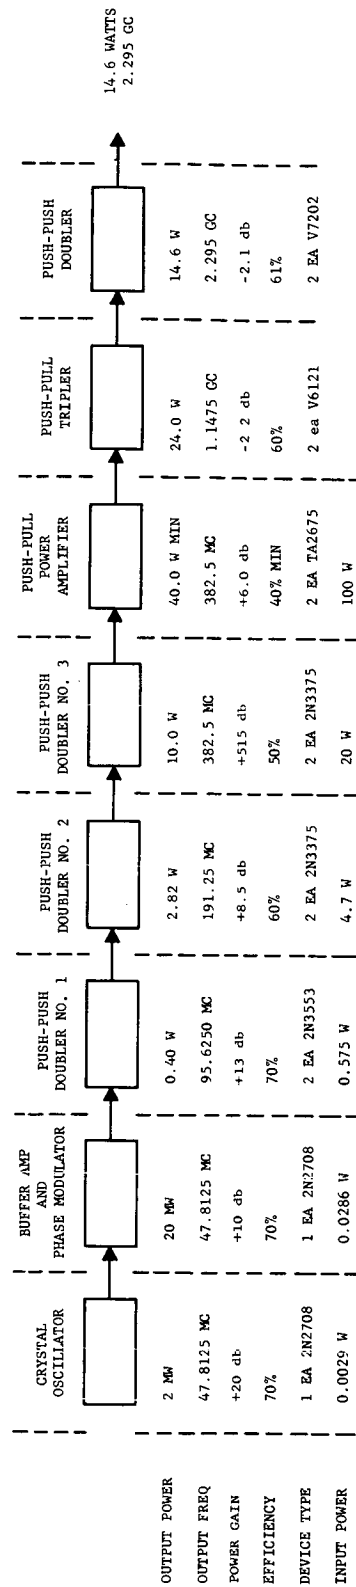 CRYSTAL
OSCILLATOR
BUFFER AMP
AND
PHASE MODULATOR
PUSH-PUSH
DOUBLER NO. 1
PUSH-PUSH
DOUBLER NO. 2
PUSH-PUSH
DOUBLER NO. 3
PUSH-PULL
POWER
AMPLIFIER
PUSH-PULL
TRIPLER
PUSH-PUSH
DOUBLER
14.6 WATTS
2.295 GC
OUTPUT POWER 2 MW 20 MW 0.40 W 2.82 W 10.0 W 40.0 W MIN 24.0 W 14.6 W
OUTPUT FREQ 47.8125 MC 47.8125 MC 95.6250 MC 191.25 MC 382.5 MC 382.5 MC 1.1475 GC 2.295 GC
POWER GAIN +20 db +10 db +13 db +8.5 db +515 db +6.0 db -2 2 db -2.1 db
EFFICIENCY 70% 70% 70% 60% 50% 40% MIN 60% 61%
DEVICE TYPE 1 EA 2N2708 1 EA 2N2708 2 EA 2N3553 2 EA 2N3375 2 EA 2N3375 2 EA TA2675 2 ea V6121 2 EA V7202
INPUT POWER 0.0029 W 0.0286 W 0.575 W 4.7 W 20 W 100 W